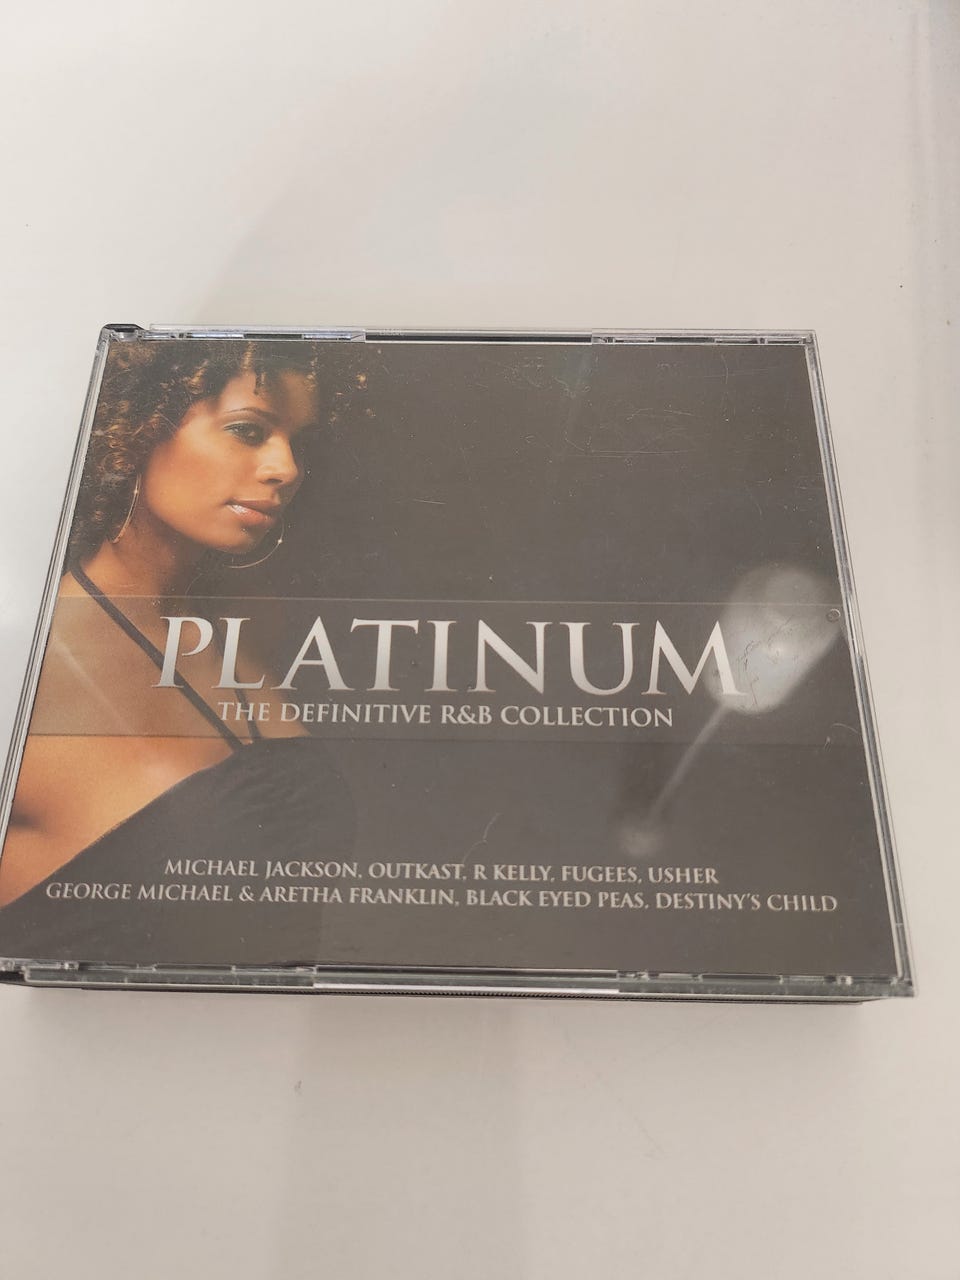 PLATINUM
THE DEFINITIVE R&B COLLECTION
MICHAEL JACKSON, OUTKAST, R KELLY, FUGEES, USHER
GEORGE MICHAEL & ARETHA FRANKLIN, BLACK EYED PEAS, DESTINY'S CHILD